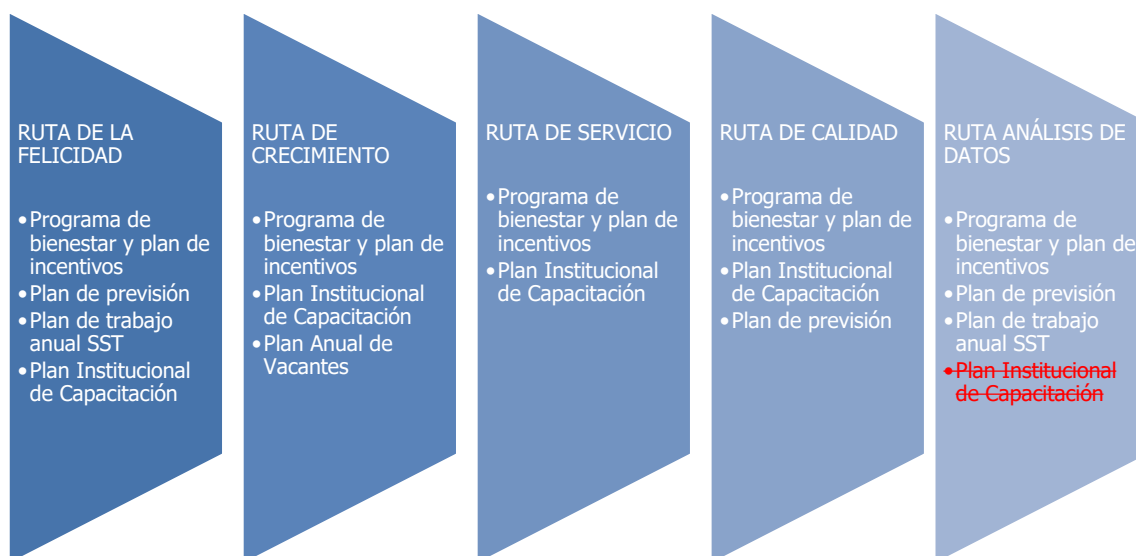 RUTA DE LA
FELICIDAD
•Programa de
bienestar y plan de
incentivos
•Plan de previsión
•Plan de trabajo
anual SST
•Plan Institucional
de Capacitación
RUTA DE
CRECIMIENTO
•Programa de
bienestar y plan de
incentivos
•Plan Institucional
de Capacitación
•Plan Anual de
Vacantes
RUTA DE SERVICIO
•Programa de
bienestar y plan de
incentivos
•Plan Institucional
de Capacitación
RUTA DE CALIDAD
•Programa de
bienestar y plan de
incentivos
•Plan Institucional
de Capacitación
•Plan de previsión
RUTA ANÁLISIS DE
DATOS
•Programa de
bienestar y plan de
incentivos
•Plan de previsión
•Plan de trabajo
anual SST
•Plan Institucional
de Capacitación